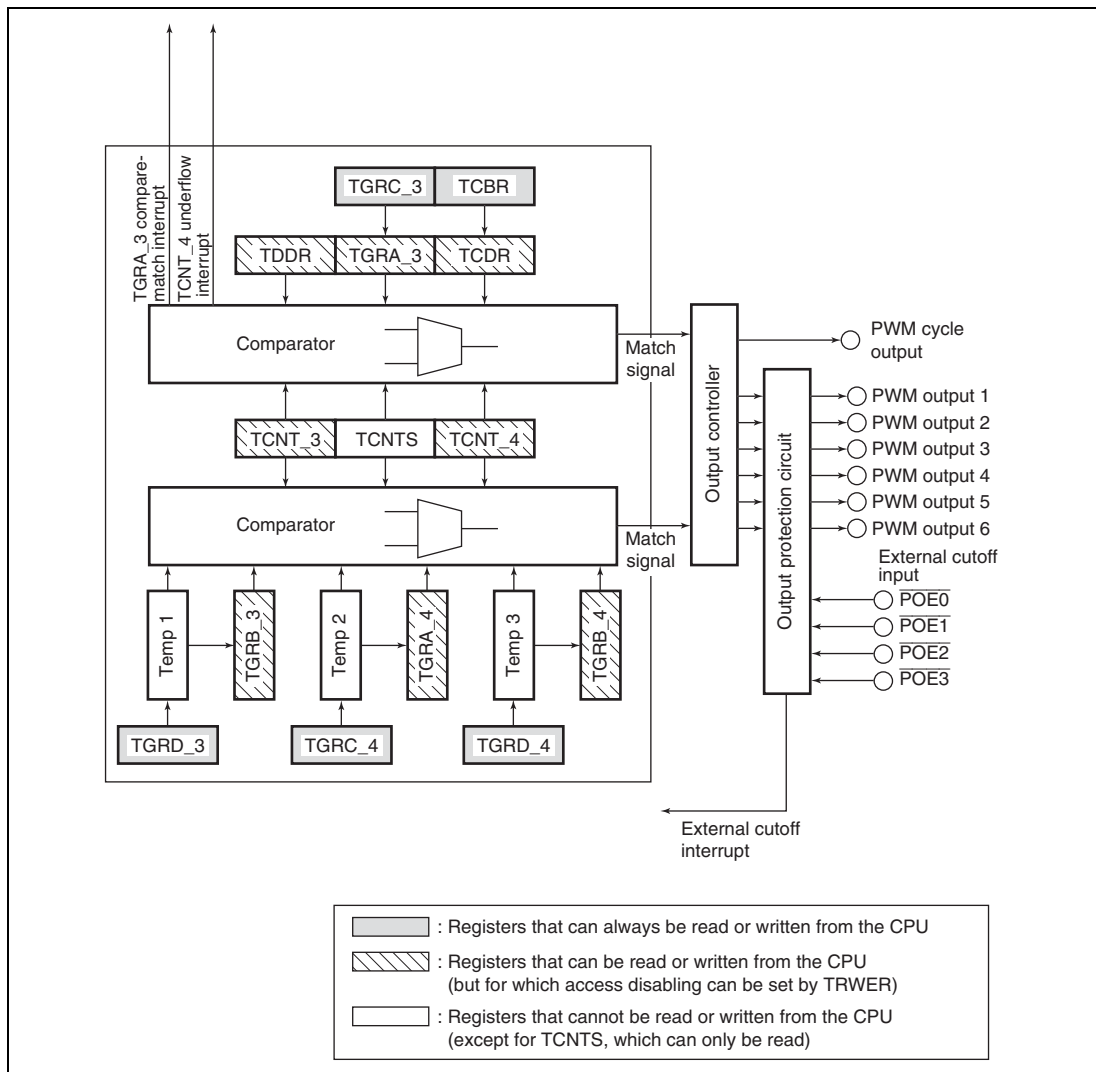 TGRA_3 compare-
match interrupt
TCNT_4 underflow
interrupt
TGRC_3
TCBR
TDDR
TGRA_3
TCDR
Comparator
Match
signal
TCNT_3
TCNTS
TCNT_4
Comparator
Match
signal
Temp 1
TGRB_3
Temp 2
TGRA_4
Temp 3
TGRB_4
TGRD_3
TGRC_4
TGRD_4
Output controller
Output protection circuit
PWM cycle
output
PWM output 1
PWM output 2
PWM output 3
PWM output 4
PWM output 5
PWM output 6
External cutoff
input
POE0
POE1
POE2
POE3
External cutoff
interrupt
: Registers that can always be read or written from the CPU
: Registers that can be read or written from the CPU
(but for which access disabling can be set by TRWER)
: Registers that cannot be read or written from the CPU
(except for TCNTS, which can only be read)